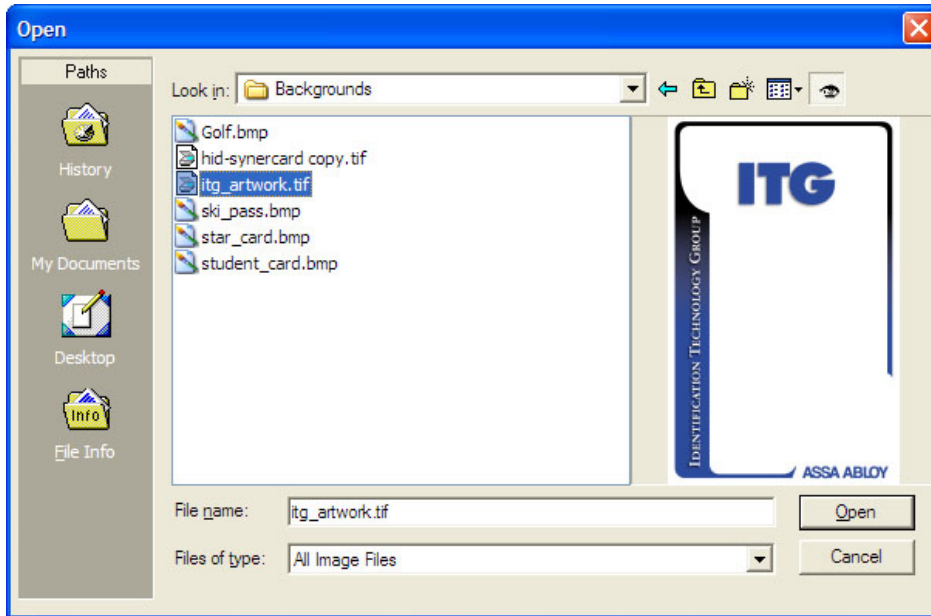 Open
Paths
History
My Documents
Desktop
Info
File Info
Look in:
Backgrounds
Golf.bmp
hid-synercard copy.tif
itg_artwork.tif
ski_pass.bmp
star_card.bmp
student_card.bmp
ITG
IDENTIFICATION TECHNOLOGY GROUP
ASSA ABLOY
File name:
itg_artwork.tif
Open
Files of type:
All Image Files
Cancel